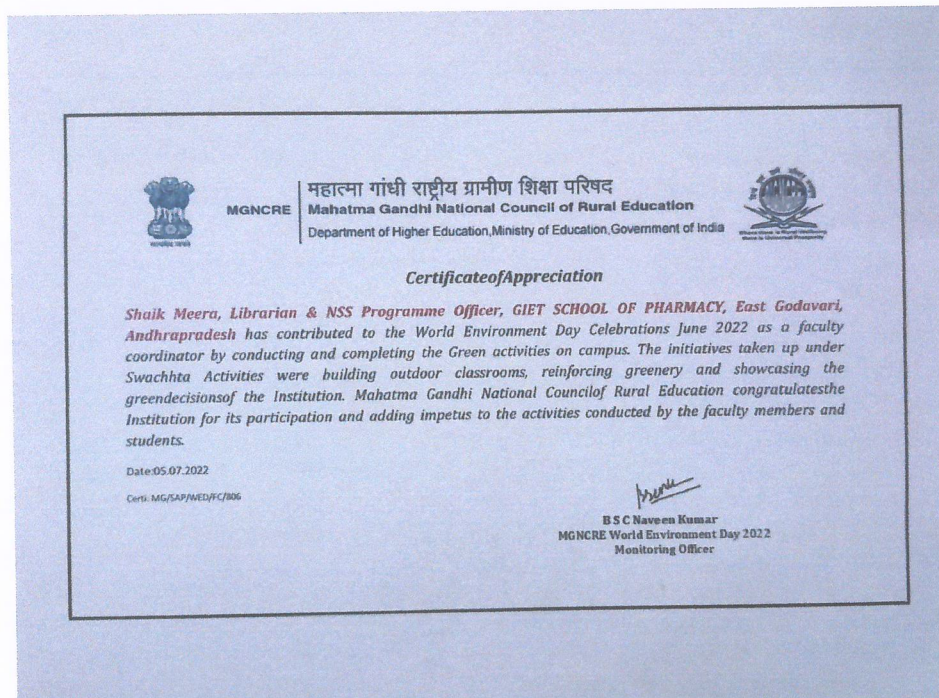 महात्मा गांधी राष्ट्रीय ग्रामीण शिक्षा परिषद
MGNCRE
Mahatma Gandhi National Council of Rural Education
Department of Higher Education,Ministry of Education,Government of India
CertificateofAppreciation
Shaik Meera, Librarian & NSS Programme Officer, GIET SCHOOL OF PHARMACY, East Godavari,
Andhrapradesh has contributed to the World Environment Day Celebrations June 2022 as a faculty
coordinator by conducting and completing the Green activities on campus. The initiatives taken up under
Swachhta Activities were building outdoor classrooms, reinforcing greenery and showcasing the
greendecisionsof the Institution. Mahatma Gandhi National Councilof Rural Education congratulatesthe
Institution for its participation and adding impetus to the activities conducted by the faculty members and
students.
Date:05.07.2022
Certi. MG/SAP/WED/FC/806
B S C Naveen Kumar
MGNCRE World Environment Day 2022
Monitoring Officer